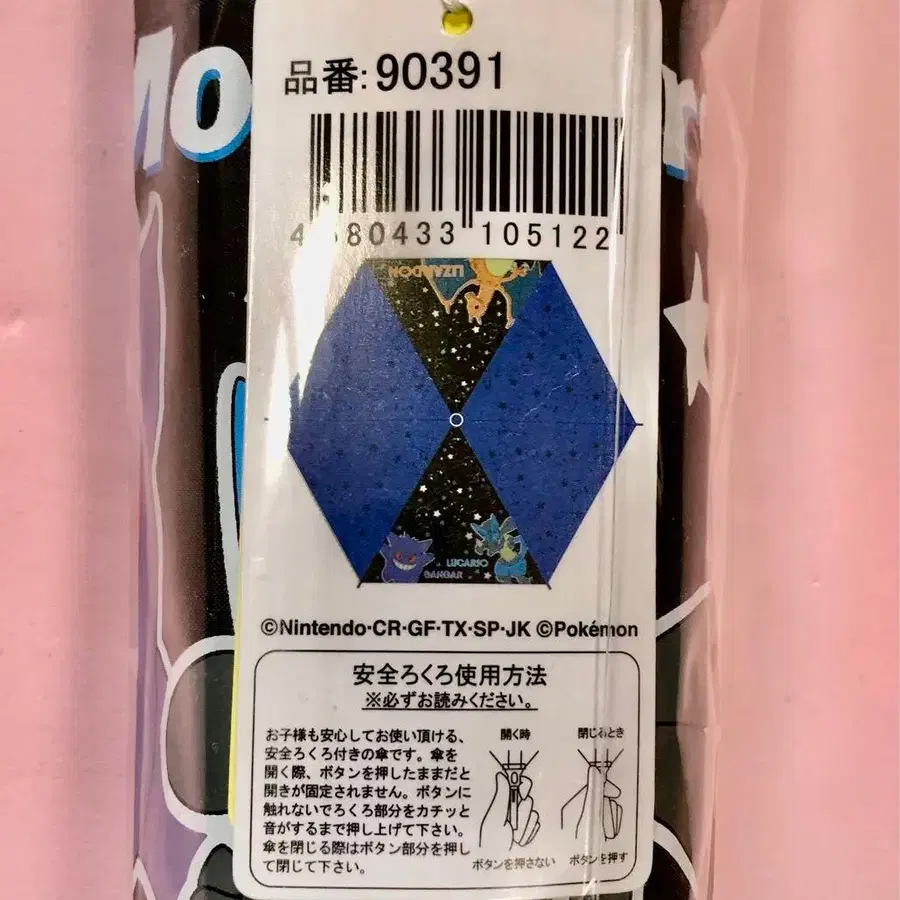 Mo
品番: 90391
105122
LIZARDON
LUCARIO
GANGAR
©Nintendo・CR・GF・TX・SP・JK ©Pokémon
安全ろくろ使用方法
※必ずお読みください。
お子様も安心してお使い頂ける、
安全ろくろ付きの傘です。傘を
開く際、ボタンを押したままだと
開きが固定されません。ボタンに
触れないでろくろ部分をカチッと
音がするまで押し上げて下さい。
傘を閉じる際はボタン部分を押し
て閉じて下さい。
開く時
閉じるとき
ボタンを押さない
ボタンを押す